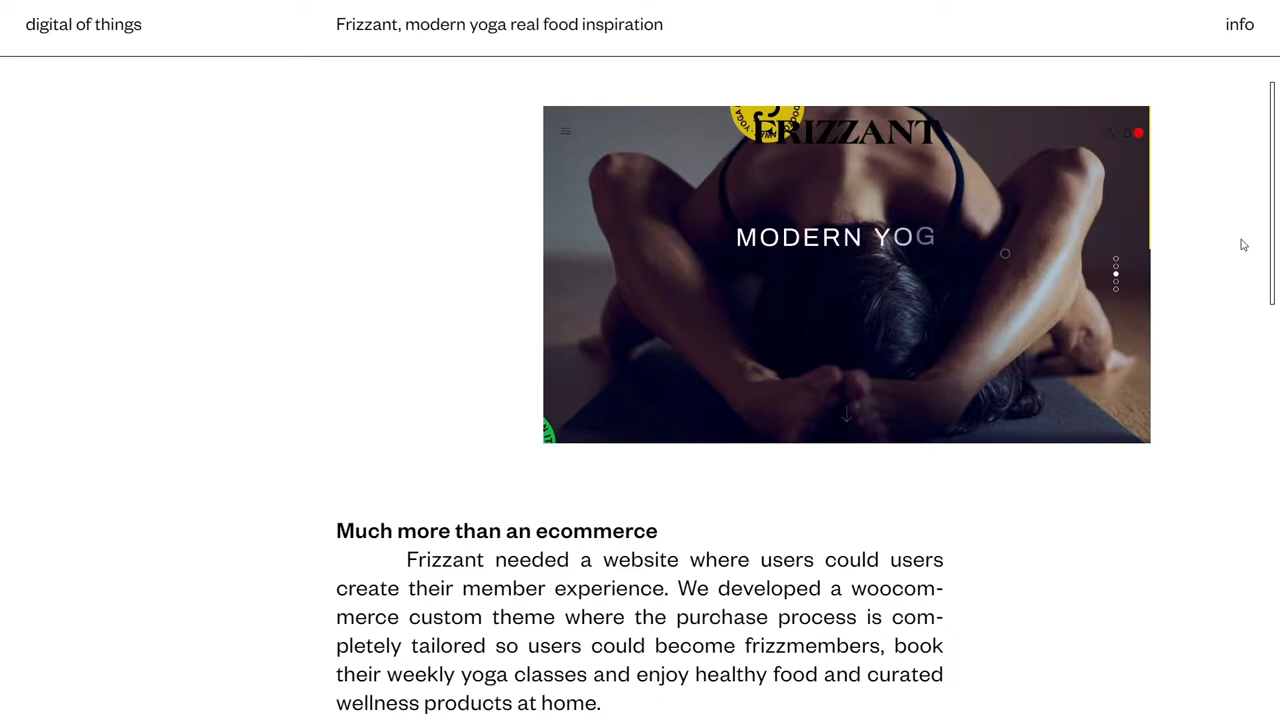 digital of things
Frizzant, modern yoga real food inspiration
info
FRIZZANT
MODERN YOG
Much more than an ecommerce
Frizzant needed a website where users could users
create their member experience. We developed a woocom-
merce custom theme where the purchase process is com-
pletely tailored so users could become frizzmembers, book
their weekly yoga classes and enjoy healthy food and curated
wellness products at home.